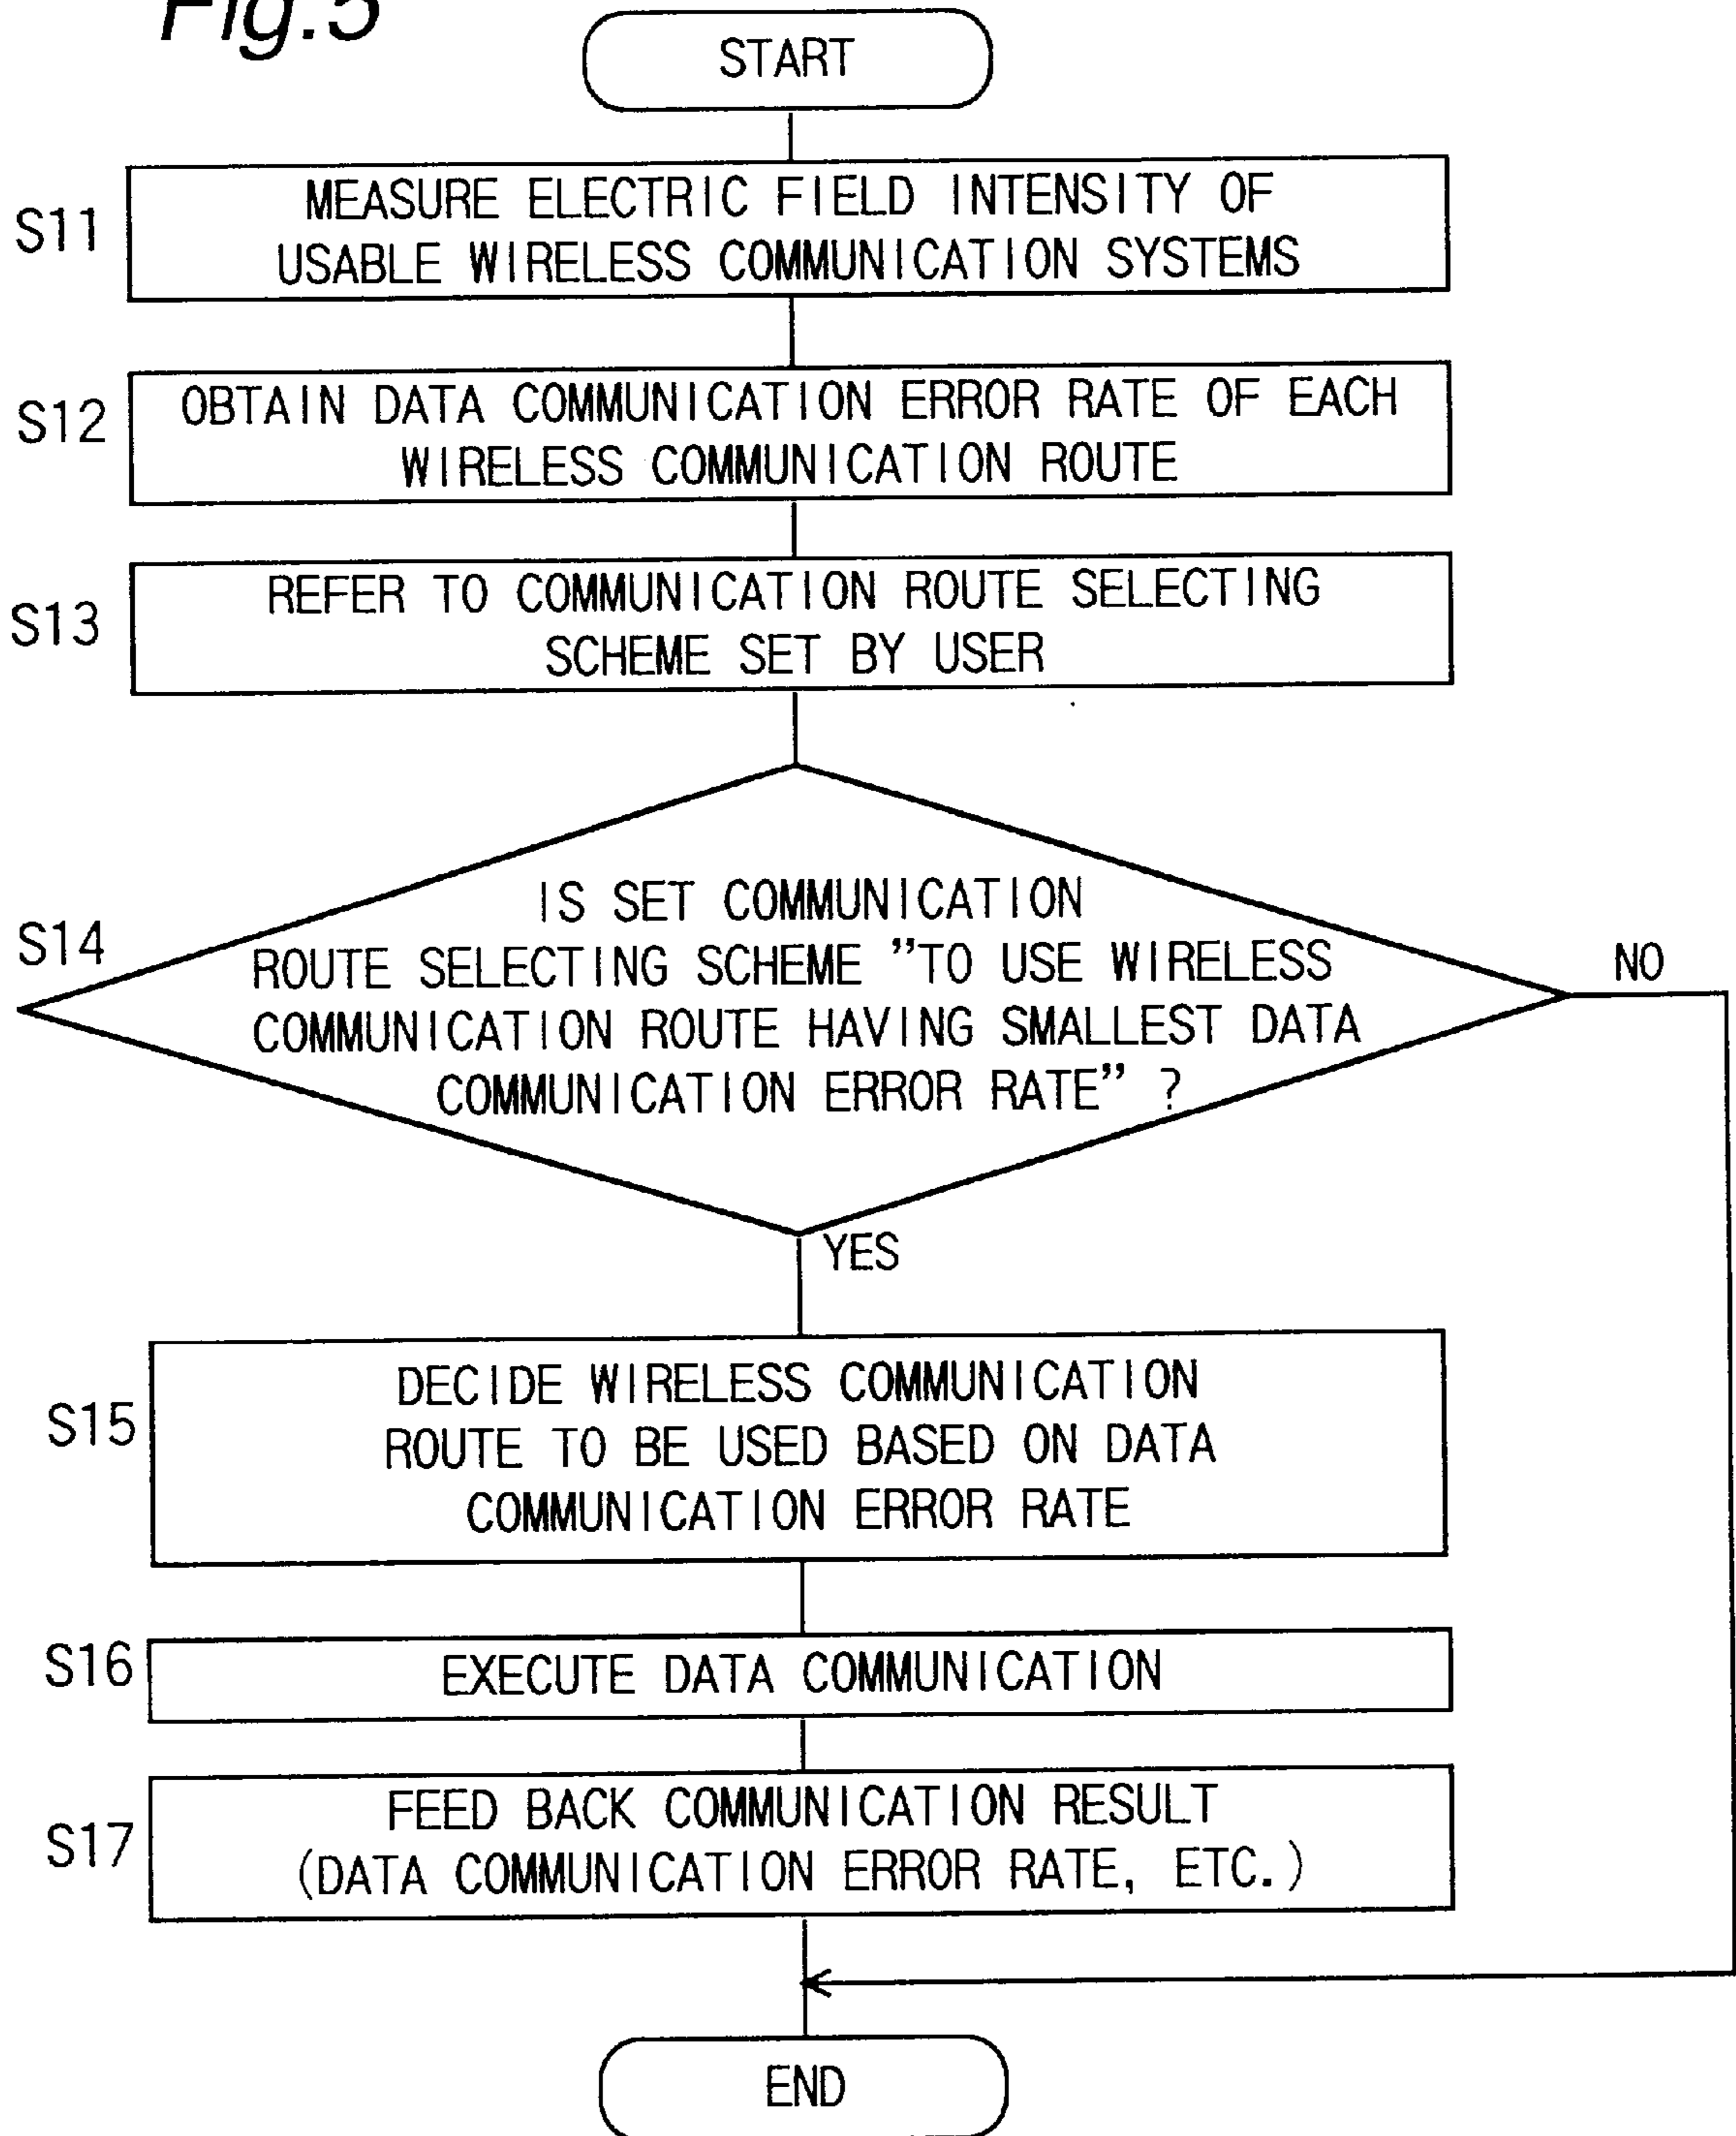 Fig.5
START
S11
MEASURE ELECTRIC FIELD INTENSITY OF
USABLE WIRELESS COMMUNICATION SYSTEMS
S12
OBTAIN DATA COMMUNICATION ERROR RATE OF EACH
WIRELESS COMMUNICATION ROUTE
S13
REFER TO COMMUNICATION ROUTE SELECTING
SCHEME SET BY USER
S14
IS SET COMMUNICATION
ROUTE SELECTING SCHEME ”TO USE WIRELESS
COMMUNICATION ROUTE HAVING SMALLEST DATA
COMMUNICATION ERROR RATE” ?
NO
YES
S15
DECIDE WIRELESS COMMUNICATION
ROUTE TO BE USED BASED ON DATA
COMMUNICATION ERROR RATE
S16
EXECUTE DATA COMMUNICATION
S17
FEED BACK COMMUNICATION RESULT
(DATA COMMUNICATION ERROR RATE, ETC.)
END